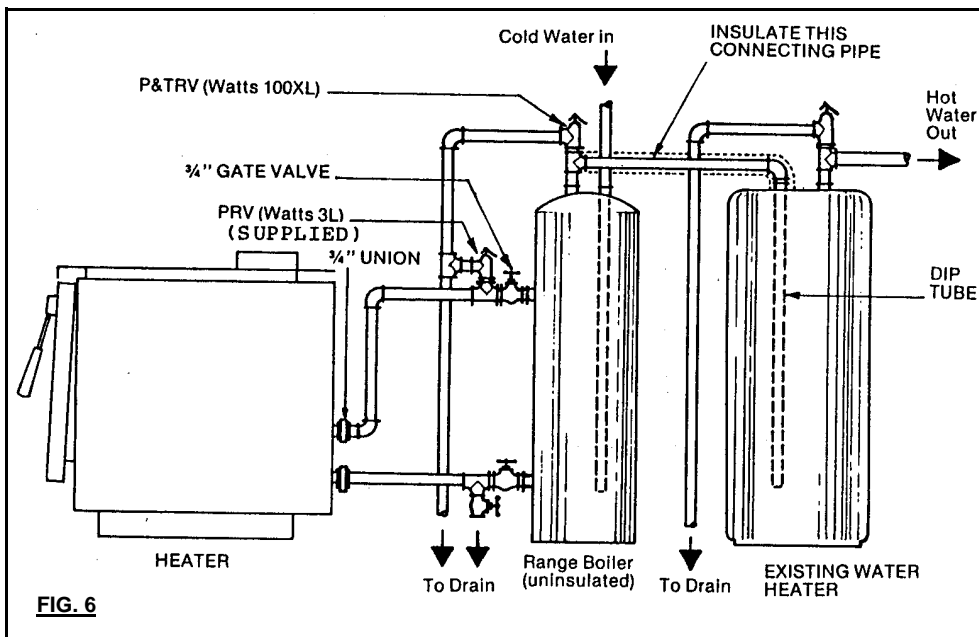 Cold Water in
INSULATE THIS
CONNECTING PIPE
P&TRV (Watts 100XL)
Hot
Water
Out
¾" GATE VALVE
PRV (Watts 3L)
(SUPPLIED)
¾" UNION
DIP
TUBE
HEATER
To Drain
Range Boiler
(uninsulated)
To Drain
EXISTING WATER
HEATER
FIG. 6